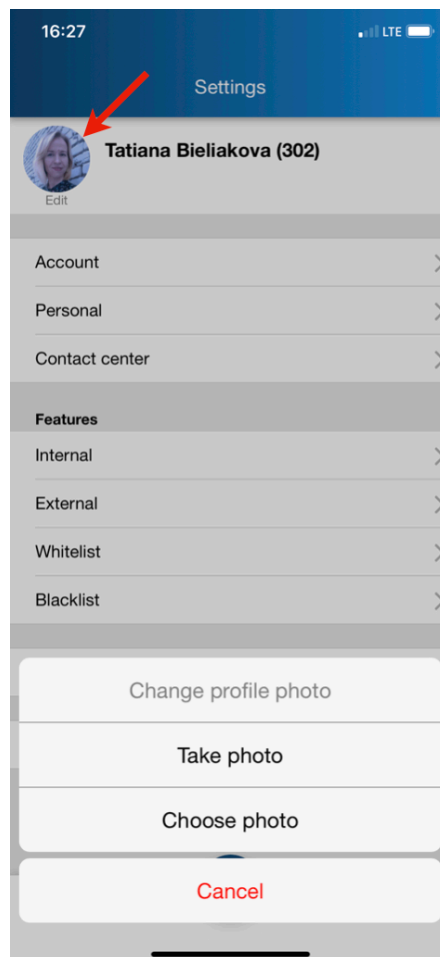 16:27
LTE
Settings
Tatiana Bieliakova (302)
Edit
Account
Personal
Contact center
Features
Internal
External
Whitelist
Blacklist
Change profile photo
Take photo
Choose photo
Cancel